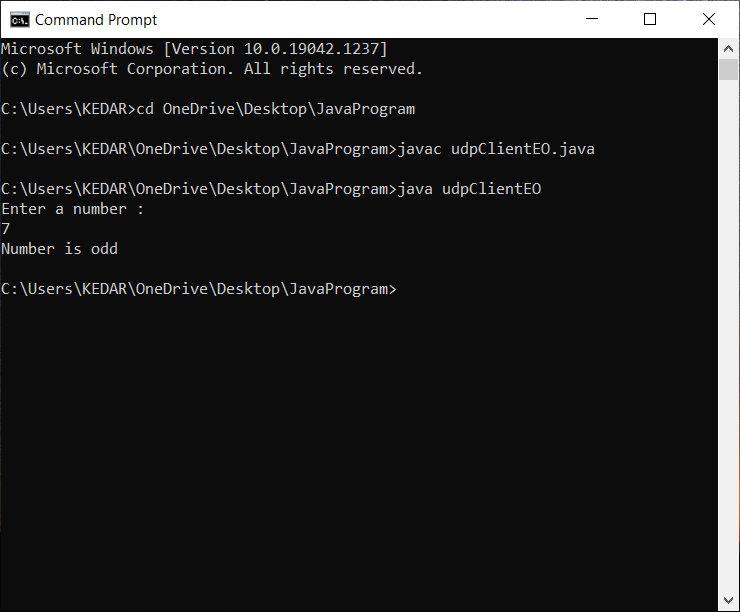 Command Prompt
Microsoft Windows [Version 10.0.19042.1237]
(c) Microsoft Corporation. All rights reserved.
C:\Users\KEDAR>cd OneDrive\Desktop\JavaProgram
C:\Users\KEDAR\OneDrive\Desktop\JavaProgram>javac udpClientEO.java
C:\Users\KEDAR\OneDrive\Desktop\JavaProgram>java udpClientEO
Enter a number :
7
Number is odd
C:\Users\KEDAR\OneDrive\Desktop\JavaProgram>